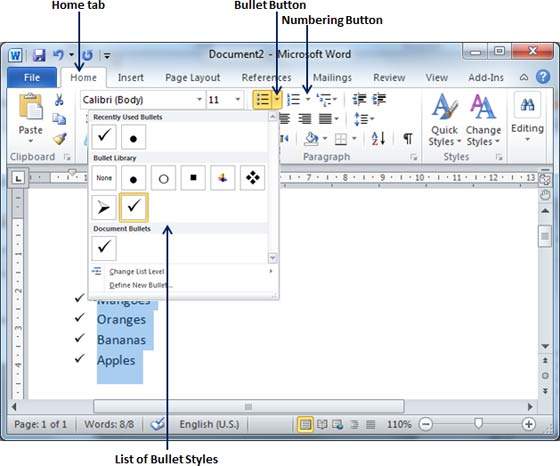 Home tab
Bullet Button
Numbering Button
Document2 - Microsoft Word
File Home Insert Page Layout References Mailings Review View Add-Ins
Calibri (Body) 11
Paste
Quick Styles
Change Styles
Editing
Clipboard
Paragraph
Styles
Recently Used Bullets
Bullet Library
None
Document Bullets
Change List Level
Define New Bullet...
Mangoes
Oranges
Bananas
Apples
Page: 1 of 1 Words: 8/8 English (U.S.) 110%
List of Bullet Styles